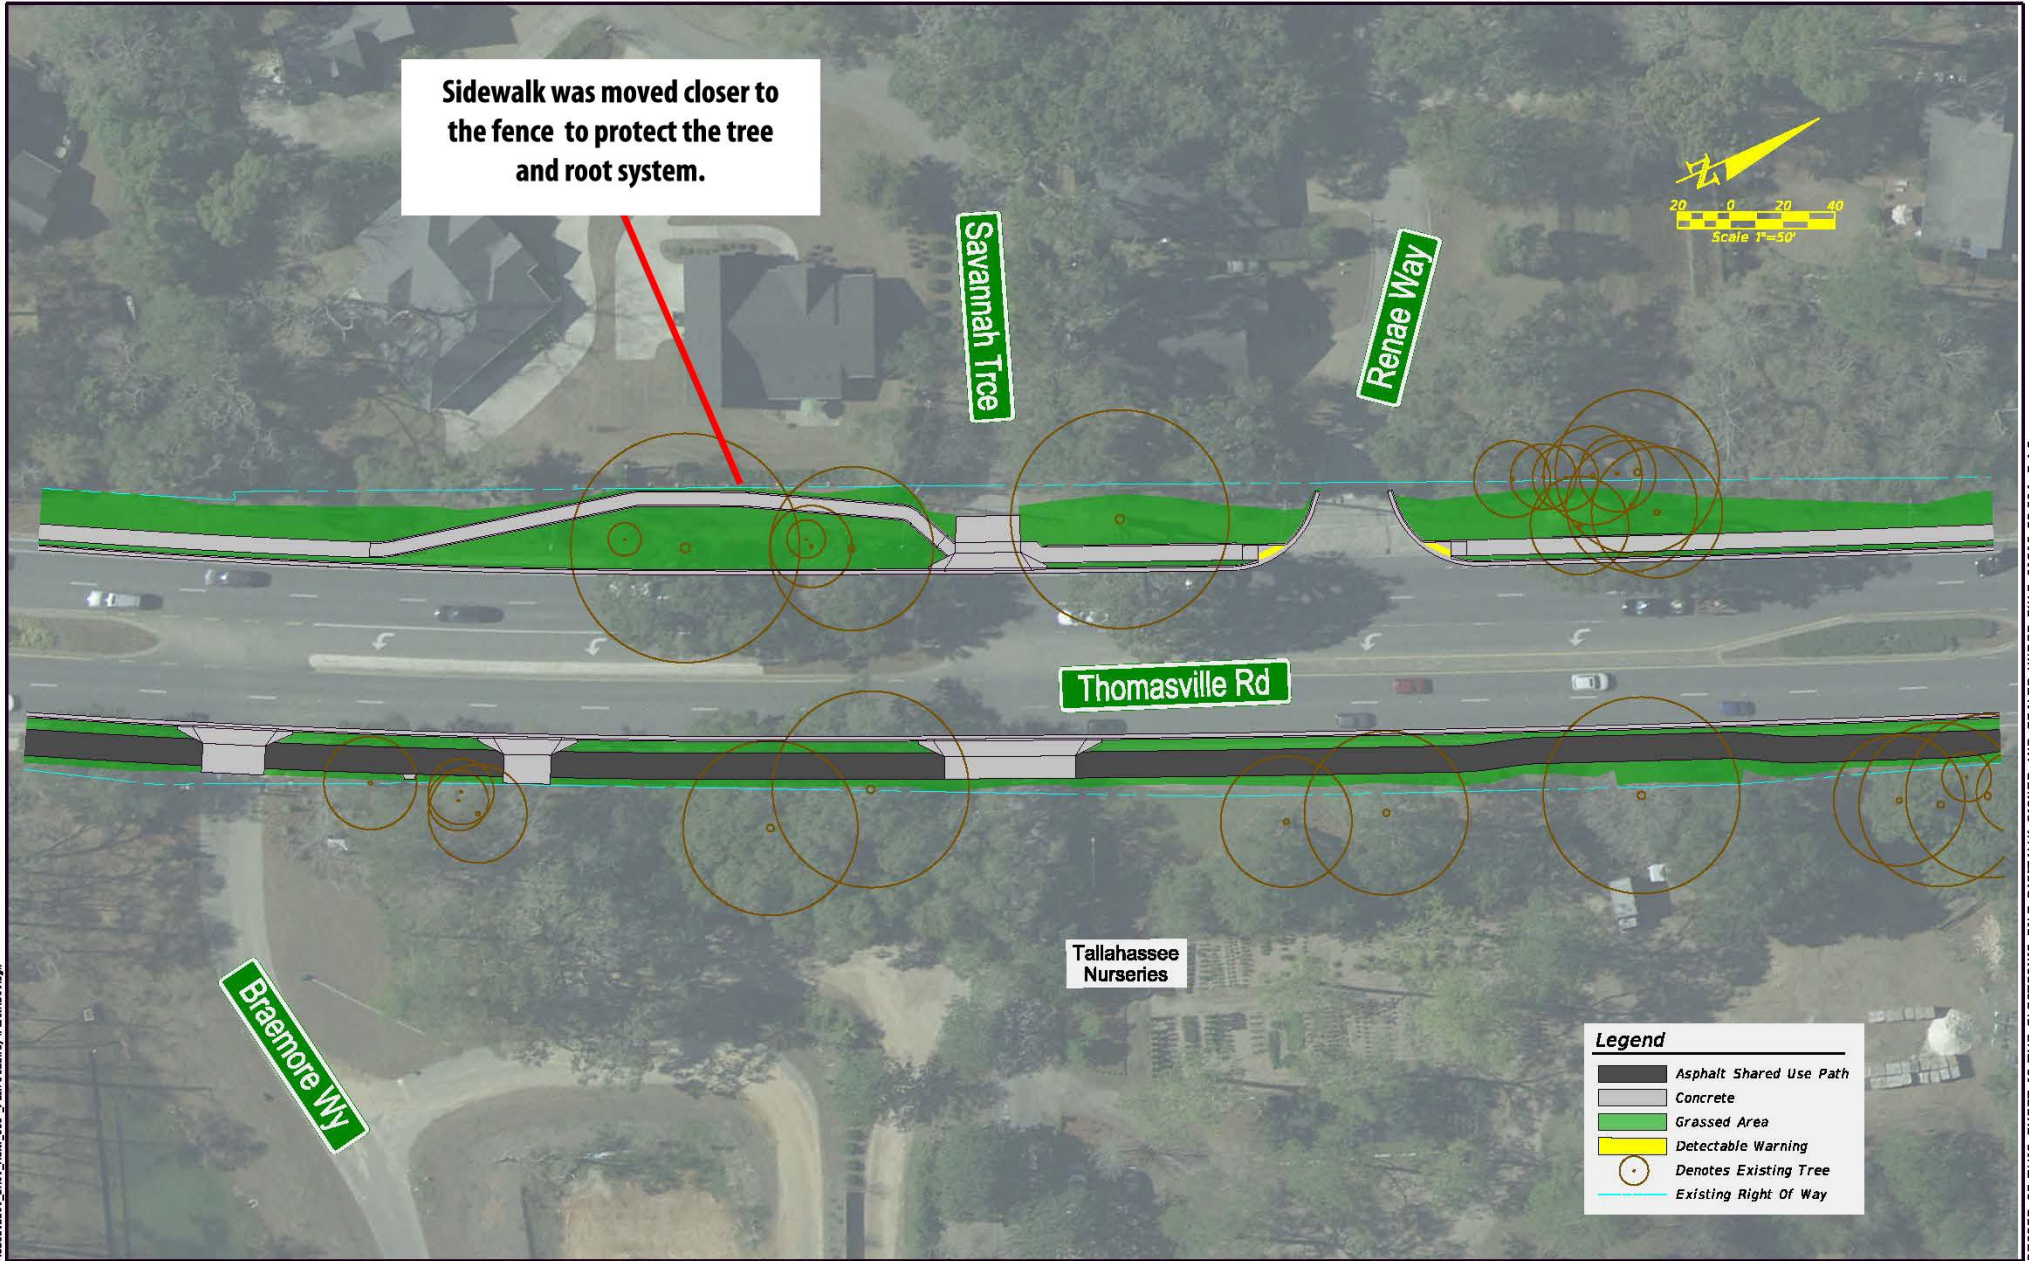 Sidewalk was moved closer to
the fence to protect the tree
and root system.
Savannah Trce
Renae Way
20 0 20 40
Scale 1"=50'
Thomasville Rd
Braemore Wy
Tallahassee
Nurseries
Legend
Asphalt Shared Use Path
Concrete
Grassed Area
Detectable Warning
Denotes Existing Tree
Existing Right Of Way